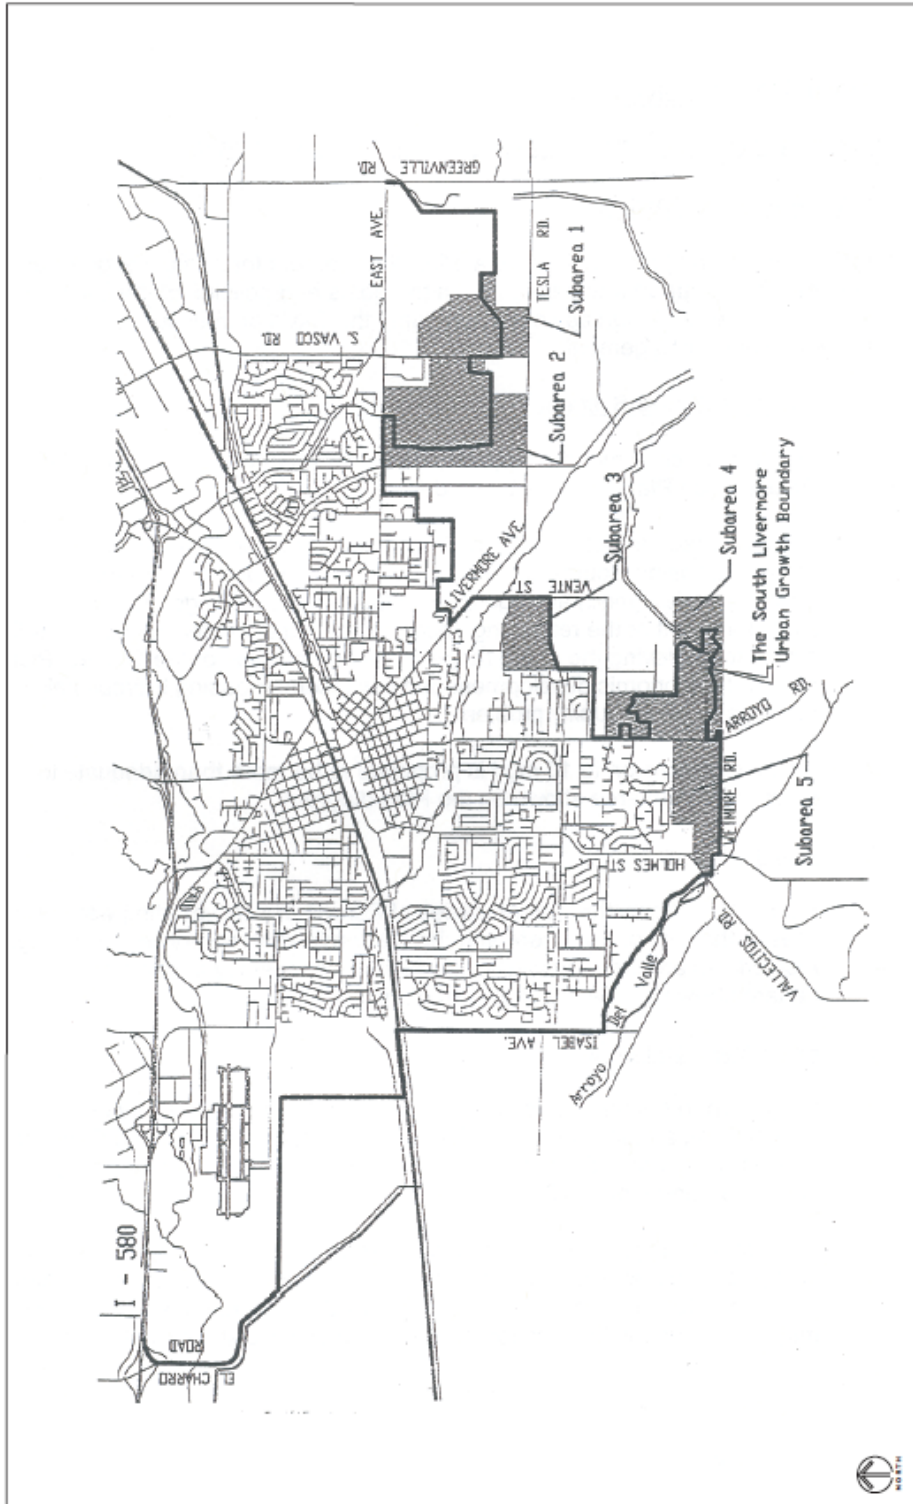 GREENVILLE RD.
EAST AVE.
TESLA RD.
Subarea 1
S. VASCO RD.
Subarea 2
S. LIVERMORE AVE.
Subarea 3
VENTE ST.
Subarea 4
The South Livermore
Urban Growth Boundary
ARROYO RD.
WETMORE RD.
Subarea 5
HOLMES ST.
VALLECITOS RD.
Arroyo Del Valle
ISABEL AVE.
I - 580
EL CHARRO ROAD
NORTH